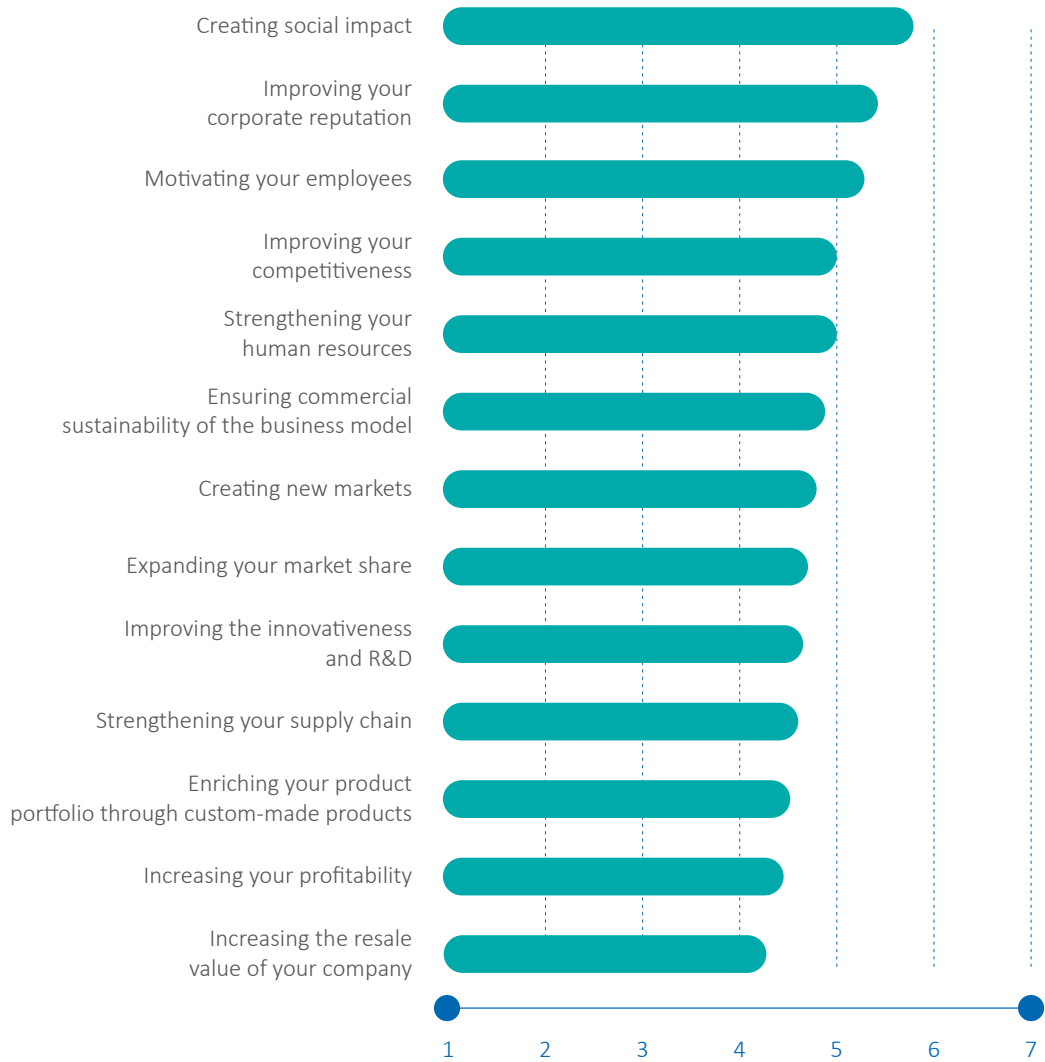 Creating social impact
Improving your
corporate reputation
Motivating your employees
Improving your
competitiveness
Strengthening your
human resources
Ensuring commercial
sustainability of the business model
Creating new markets
Expanding your market share
Improving the innovativeness
and R&D
Strengthening your supply chain
Enriching your product
portfolio through custom-made products
Increasing your profitability
Increasing the resale
value of your company
1 2 3 4 5 6 7